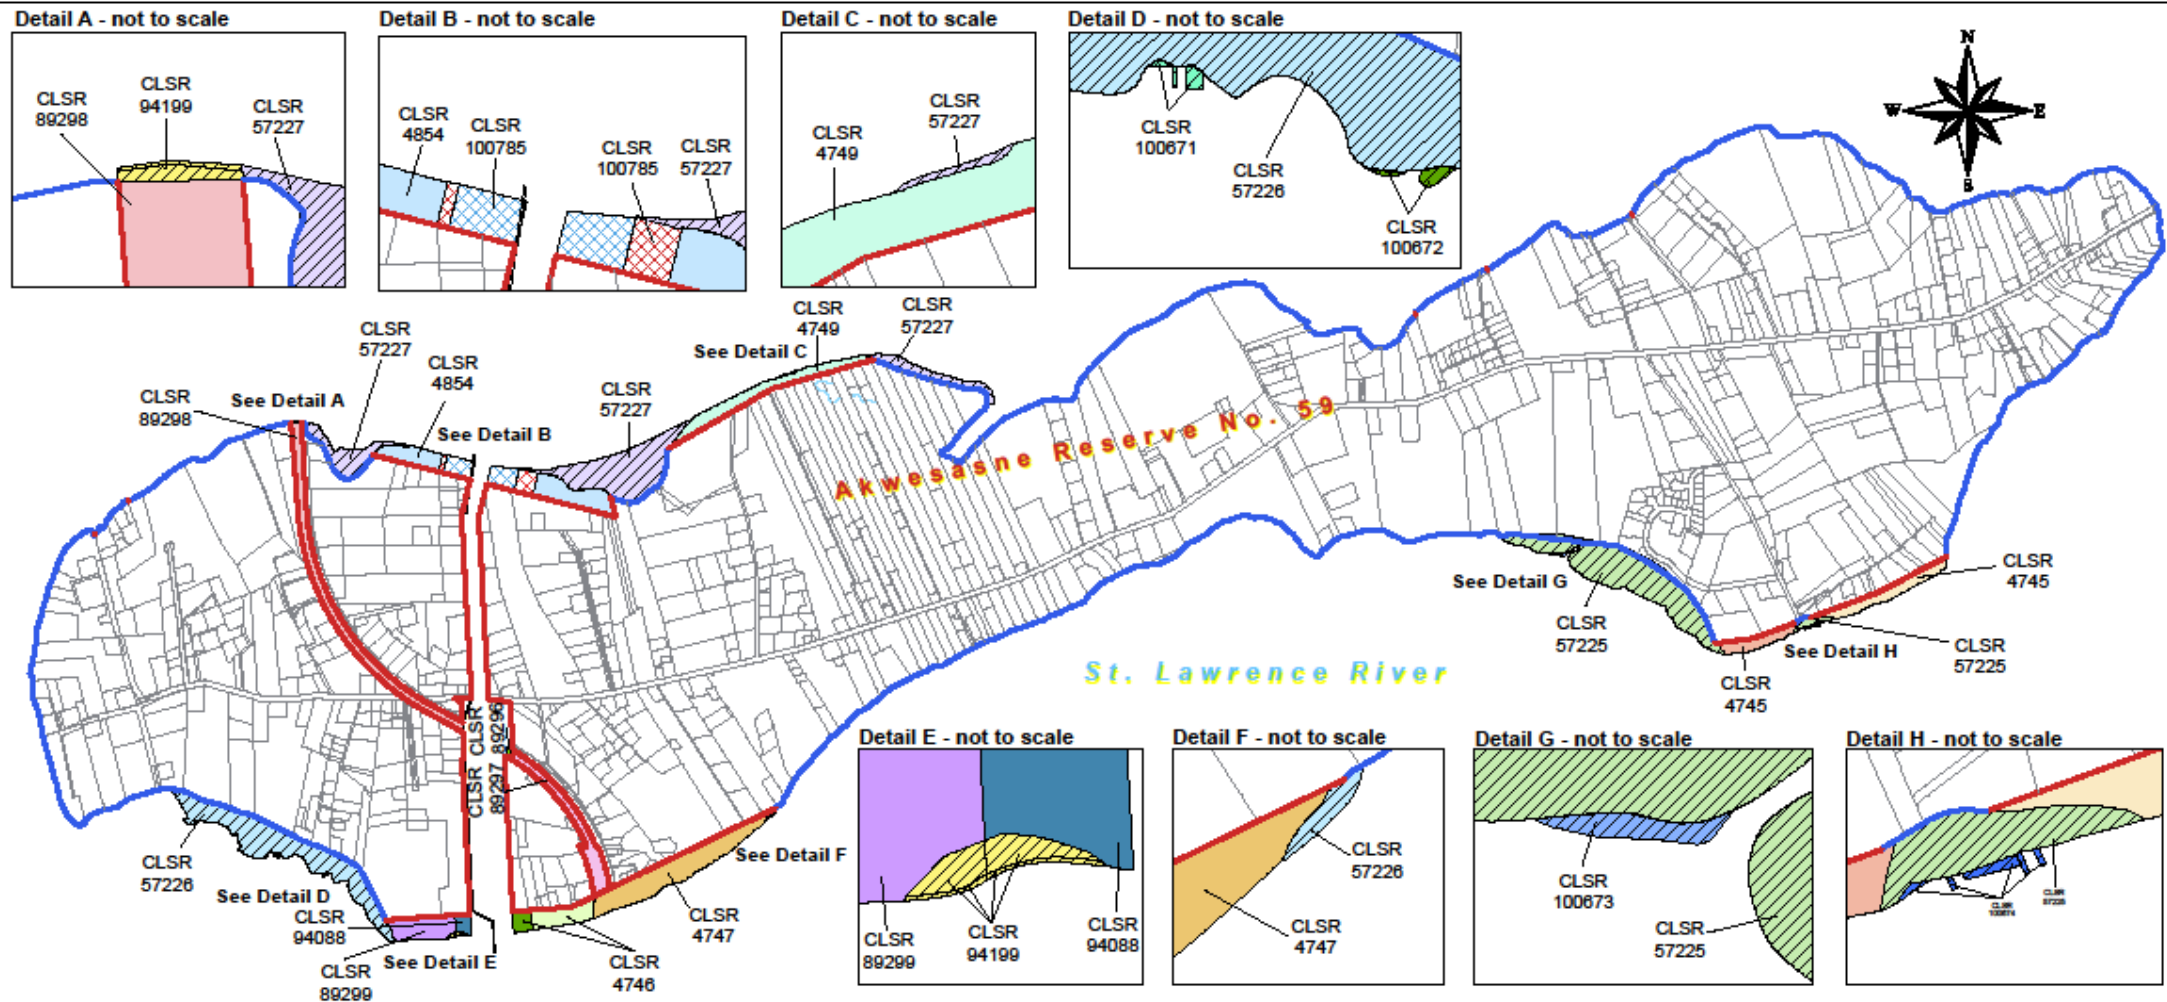 Detail A - not to scale
CLSR
89298
CLSR
94199
CLSR
57227
Detail B - not to scale
CLSR
4854
CLSR
100785
CLSR
100785
CLSR
57227
Detail C - not to scale
CLSR
4749
CLSR
57227
Detail D - not to scale
CLSR
100671
CLSR
57226
CLSR
100672
N
W
E
S
CLSR
57227
CLSR
4854
CLSR
89298
See Detail A
See Detail B
CLSR
57227
See Detail C
CLSR
4749
CLSR
57227
Akwesasne Reserve No. 59
St. Lawrence River
See Detail G
CLSR
57225
CLSR
4745
CLSR
57225
See Detail H
CLSR
4745
CLSR
89296
CLSR
89297
CLSR
57226
See Detail D
CLSR
94088
CLSR
89299
See Detail E
CLSR
4746
CLSR
4747
See Detail F
Detail E - not to scale
CLSR
89299
CLSR
94199
CLSR
94088
Detail F - not to scale
CLSR
57226
CLSR
4747
Detail G - not to scale
CLSR
100673
CLSR
57225
Detail H - not to scale
CLSR
100674
CLSR
57225